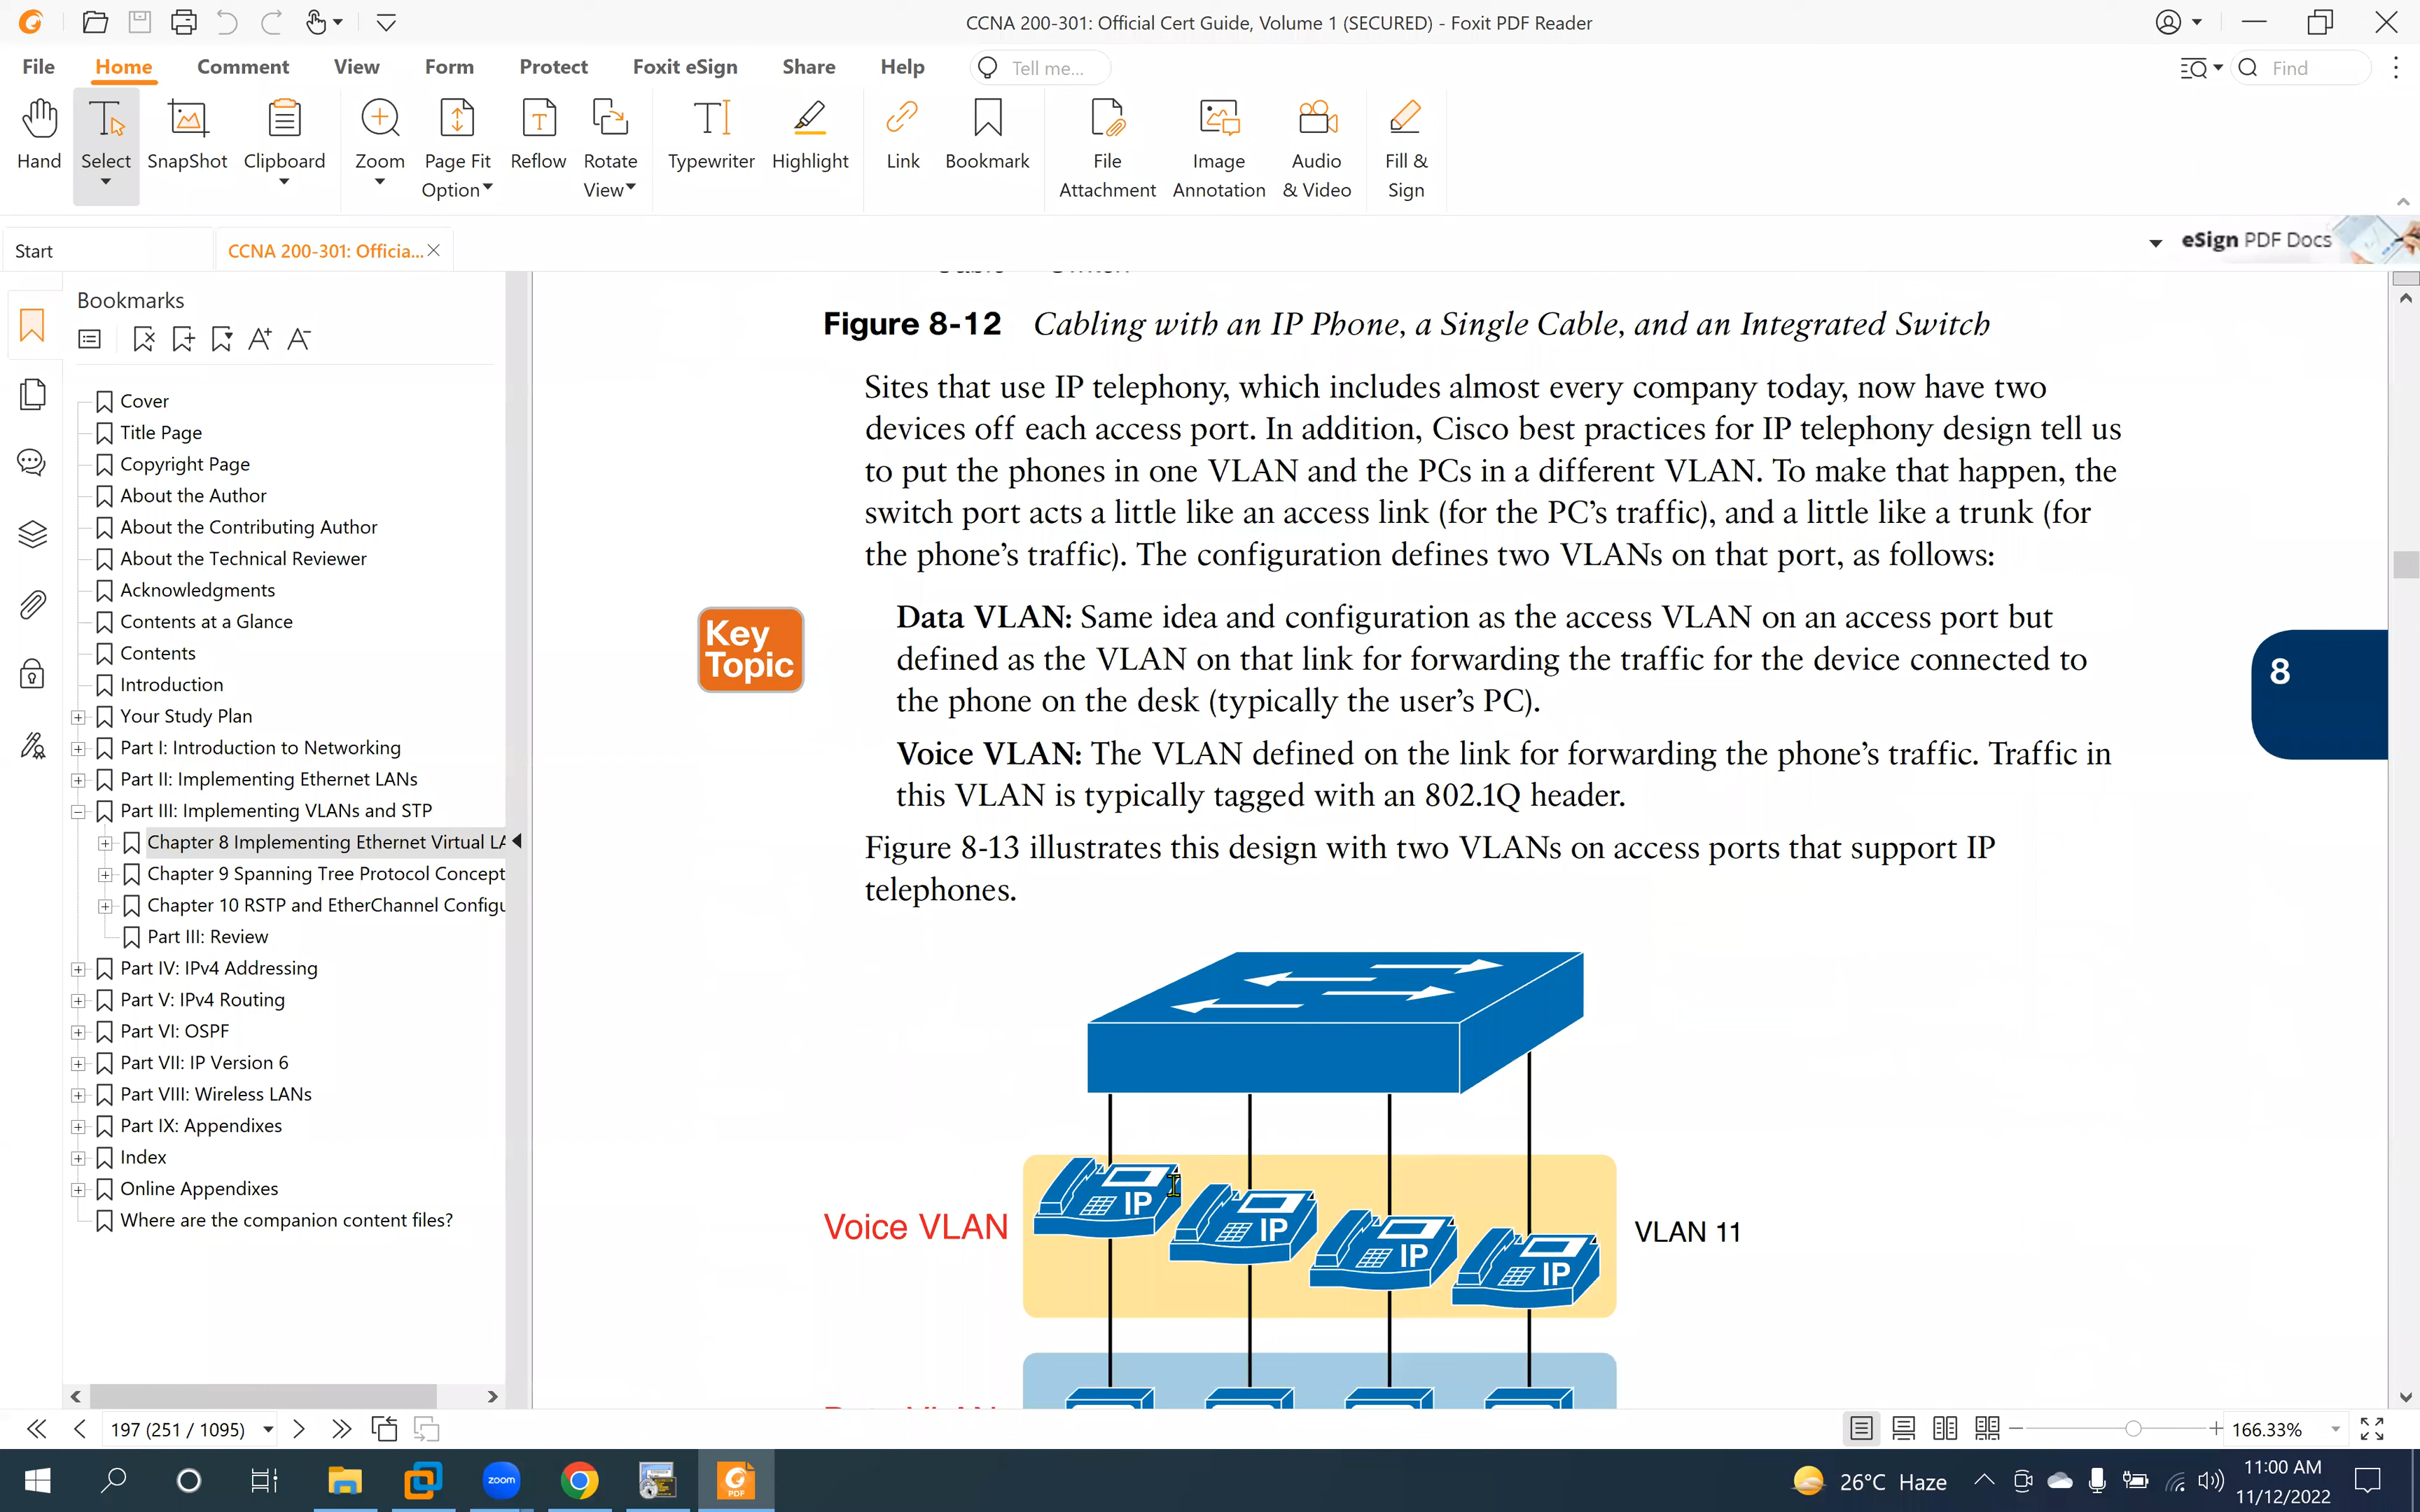 CCNA 200-301: Official Cert Guide, Volume 1 (SECURED) - Foxit PDF Reader
File Home Comment View Form Protect Foxit eSign Share Help Tell me... Find
Hand Select SnapShot Clipboard Zoom Page Fit Option Reflow Rotate View Typewriter Highlight Link Bookmark File Attachment Image Annotation Audio & Video Fill & Sign
Start CCNA 200-301: Officia... eSign PDF Docs
Bookmarks
Cover
Title Page
Copyright Page
About the Author
About the Contributing Author
About the Technical Reviewer
Acknowledgments
Contents at a Glance
Contents
Introduction
Your Study Plan
Part I: Introduction to Networking
Part II: Implementing Ethernet LANs
Part III: Implementing VLANs and STP
Chapter 8 Implementing Ethernet Virtual LA
Chapter 9 Spanning Tree Protocol Concept
Chapter 10 RSTP and EtherChannel Configu
Part III: Review
Part IV: IPv4 Addressing
Part V: IPv4 Routing
Part VI: OSPF
Part VII: IP Version 6
Part VIII: Wireless LANs
Part IX: Appendixes
Index
Online Appendixes
Where are the companion content files?
Figure 8-12 Cabling with an IP Phone, a Single Cable, and an Integrated Switch
Sites that use IP telephony, which includes almost every company today, now have two
devices off each access port. In addition, Cisco best practices for IP telephony design tell us
to put the phones in one VLAN and the PCs in a different VLAN. To make that happen, the
switch port acts a little like an access link (for the PC's traffic), and a little like a trunk (for
the phone's traffic). The configuration defines two VLANs on that port, as follows:
Key
Topic
Data VLAN: Same idea and configuration as the access VLAN on an access port but
defined as the VLAN on that link for forwarding the traffic for the device connected to
the phone on the desk (typically the user's PC).
8
Voice VLAN: The VLAN defined on the link for forwarding the phone's traffic. Traffic in
this VLAN is typically tagged with an 802.1Q header.
Figure 8-13 illustrates this design with two VLANs on access ports that support IP
telephones.
IP
IP
IP
IP
Voice VLAN
VLAN 11
197 (251 / 1095) 166.33%
zoom PDF 26°C Haze 11:00 AM
11/12/2022